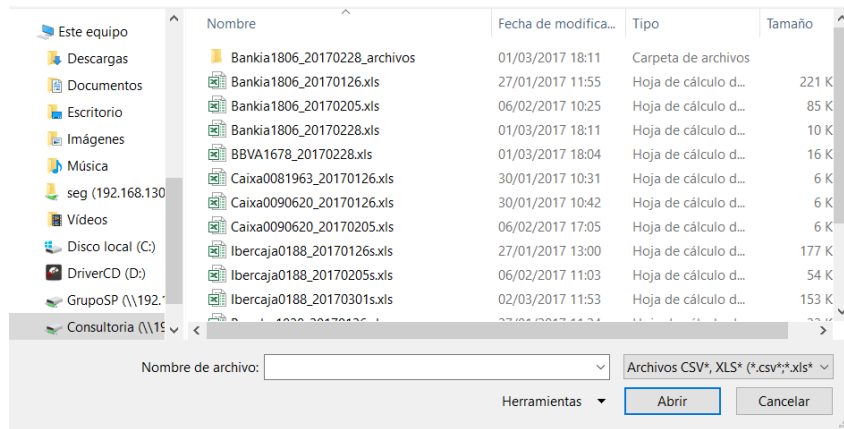 Nombre Fecha de modifica... Tipo Tamaño
Este equipo
Descargas
Documentos
Escritorio
Imágenes
Música
seg (192.168.130
Vídeos
Disco local (C:)
DriverCD (D:)
GrupoSP (\\192.1
Consultoria (\\19
Bankia1806_20170228_archivos 01/03/2017 18:11 Carpeta de archivos
Bankia1806_20170126.xls 27/01/2017 11:55 Hoja de cálculo d... 221 K
Bankia1806_20170205.xls 06/02/2017 10:25 Hoja de cálculo d... 85 K
Bankia1806_20170228.xls 01/03/2017 18:11 Hoja de cálculo d... 10 K
BBVA1678_20170228.xls 01/03/2017 18:04 Hoja de cálculo d... 16 K
Caixa0081963_20170126.xls 30/01/2017 10:31 Hoja de cálculo d... 6 K
Caixa0090620_20170126.xls 30/01/2017 10:42 Hoja de cálculo d... 6 K
Caixa0090620_20170205.xls 06/02/2017 17:05 Hoja de cálculo d... 6 K
Ibercaja0188_20170126s.xls 27/01/2017 13:00 Hoja de cálculo d... 177 K
Ibercaja0188_20170205s.xls 06/02/2017 11:03 Hoja de cálculo d... 54 K
Ibercaja0188_20170301s.xls 02/03/2017 11:53 Hoja de cálculo d... 153 K
Nombre de archivo: Archivos CSV*, XLS* (*.csv*;*.xls*
Herramientas Abrir Cancelar